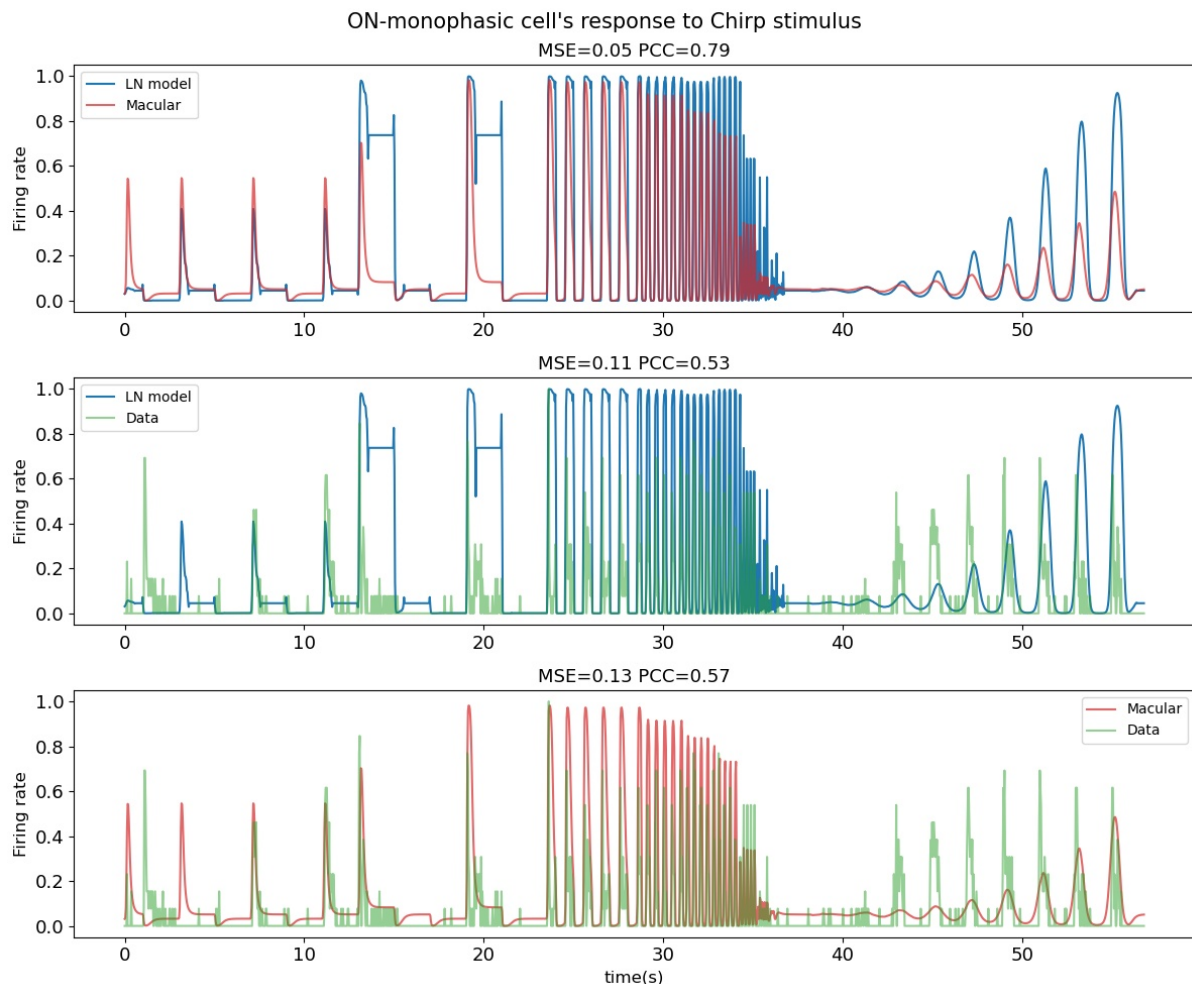 ON-monophasic cell's response to Chirp stimulus
MSE=0.05 PCC=0.79
LN model
Macular
Firing rate
1.0
0.8
0.6
0.4
0.2
0.0
0 10 20 30 40 50
MSE=0.11 PCC=0.53
LN model
Data
Firing rate
1.0
0.8
0.6
0.4
0.2
0.0
0 10 20 30 40 50
MSE=0.13 PCC=0.57
Macular
Data
Firing rate
1.0
0.8
0.6
0.4
0.2
0.0
0 10 20 30 40 50
time(s)